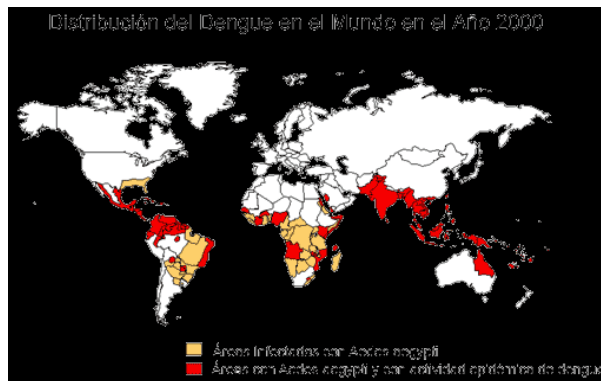 Distribución del Dengue en el Mundo en el Año 2000
Áreas infectadas con Aedes aegypti
Áreas con Aedes aegypti y con actividad epidémica de dengue